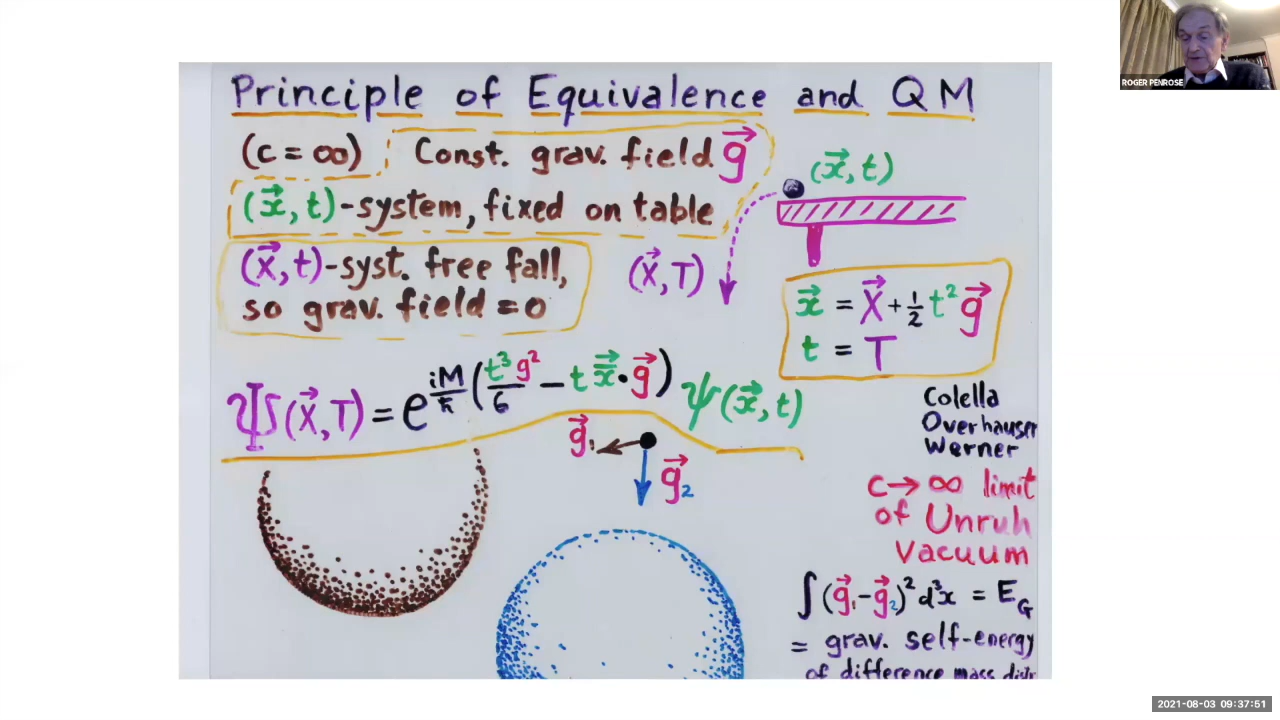 Principle of Equivalence and QM
(c = ∞) Const. grav. field g⃗
(x⃗, t)-system, fixed on table
(x⃗, t)
(X⃗, t)-syst. free fall,
so grav. field = 0
(X⃗, T)
x⃗ = X⃗ + ½ t² g⃗
t = T
Ψ(X⃗, T) = e^{iM/ħ (t³g²/6 − t x⃗·g⃗)} ψ(x⃗, t)
Colella
Overhauser
Werner
g⃗₁
g⃗₂
c → ∞ limit
of Unruh
vacuum
∫(g⃗₁−g⃗₂)² d³x = E_G
= grav. self-energy
of difference mass distr
ROGER PENROSE
2021-08-03 09:37:51